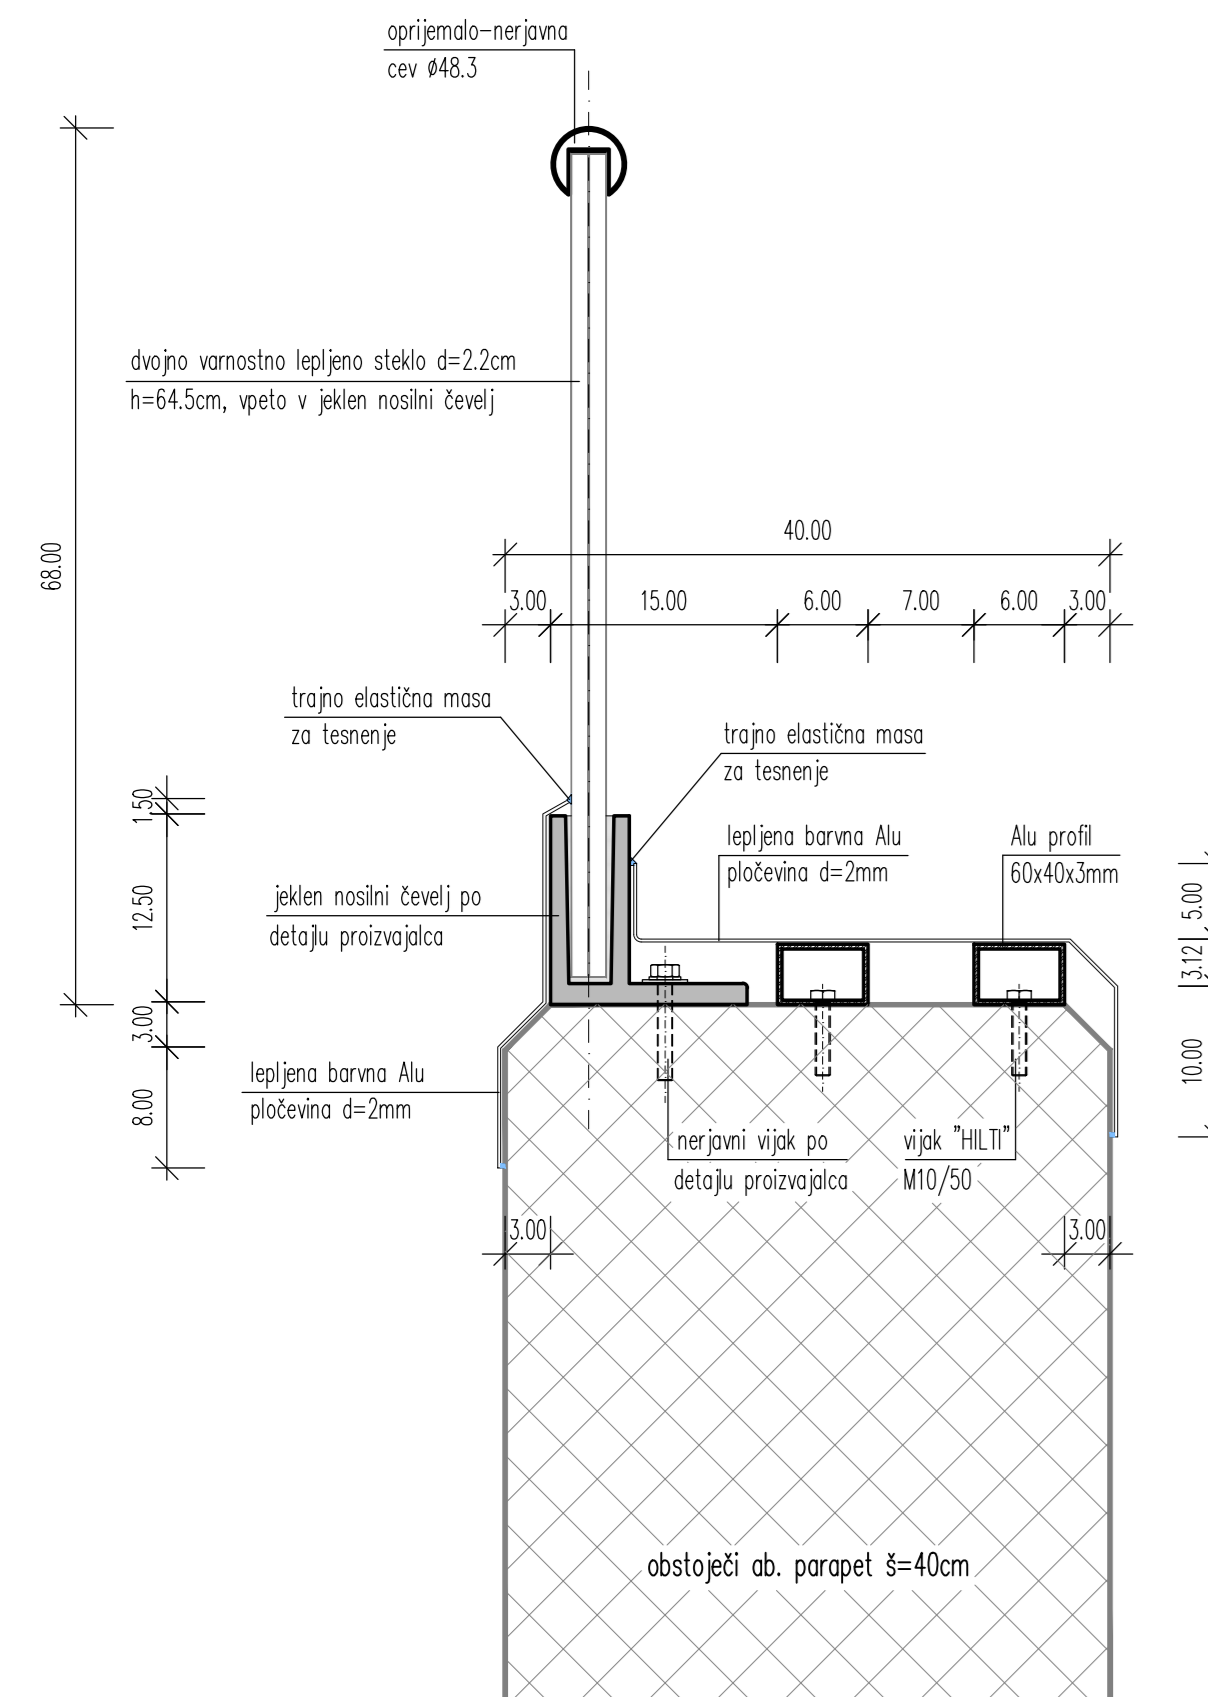 oprijemalo-nerjavna
cev Ø48.3
dvojno varnostno lepljeno steklo d=2.2cm
h=64.5cm, vpeto v jeklen nosilni čevelj
68.00
40.00
3.00 15.00 6.00 7.00 6.00 3.00
trajno elastična masa
za tesnenje
trajno elastična masa
za tesnenje
1.50
12.50
3.00
8.00
lepljena barvna Alu
pločevina d=2mm
Alu profil
60x40x3mm
5.00
3.12
10.00
jeklen nosilni čevelj po
detajlu proizvajalca
lepljena barvna Alu
pločevina d=2mm
nerjavni vijak po
detajlu proizvajalca
vijak "HILTI"
M10/50
3.00 3.00
obstoječi ab. parapet š=40cm